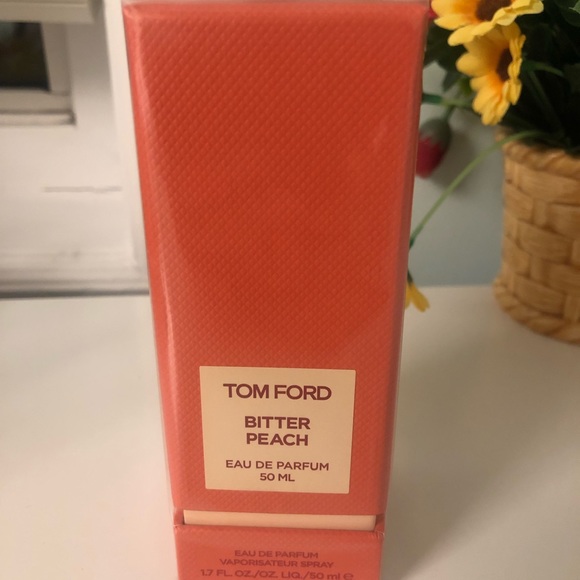 TOM FORD
BITTER
PEACH
EAU DE PARFUM
50 ML
EAU DE PARFUM
VAPORISATEUR SPRAY
1.7 FL. OZ./OZ. LIQ./50 ml e